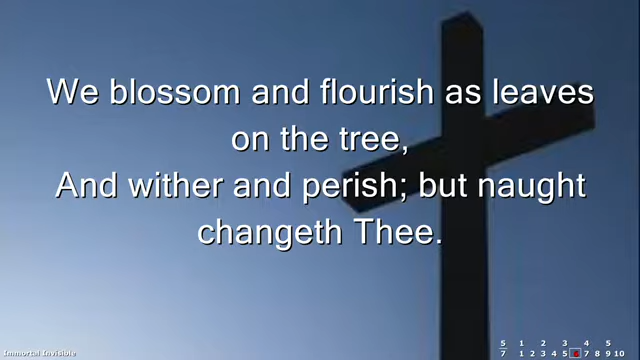 We blossom and flourish as leaves
on the tree,
And wither and perish; but naught
changeth Thee.
5 1 2 3 4 5
Immortal Invisible 7 1 2 3 4 5 6 7 8 9 10